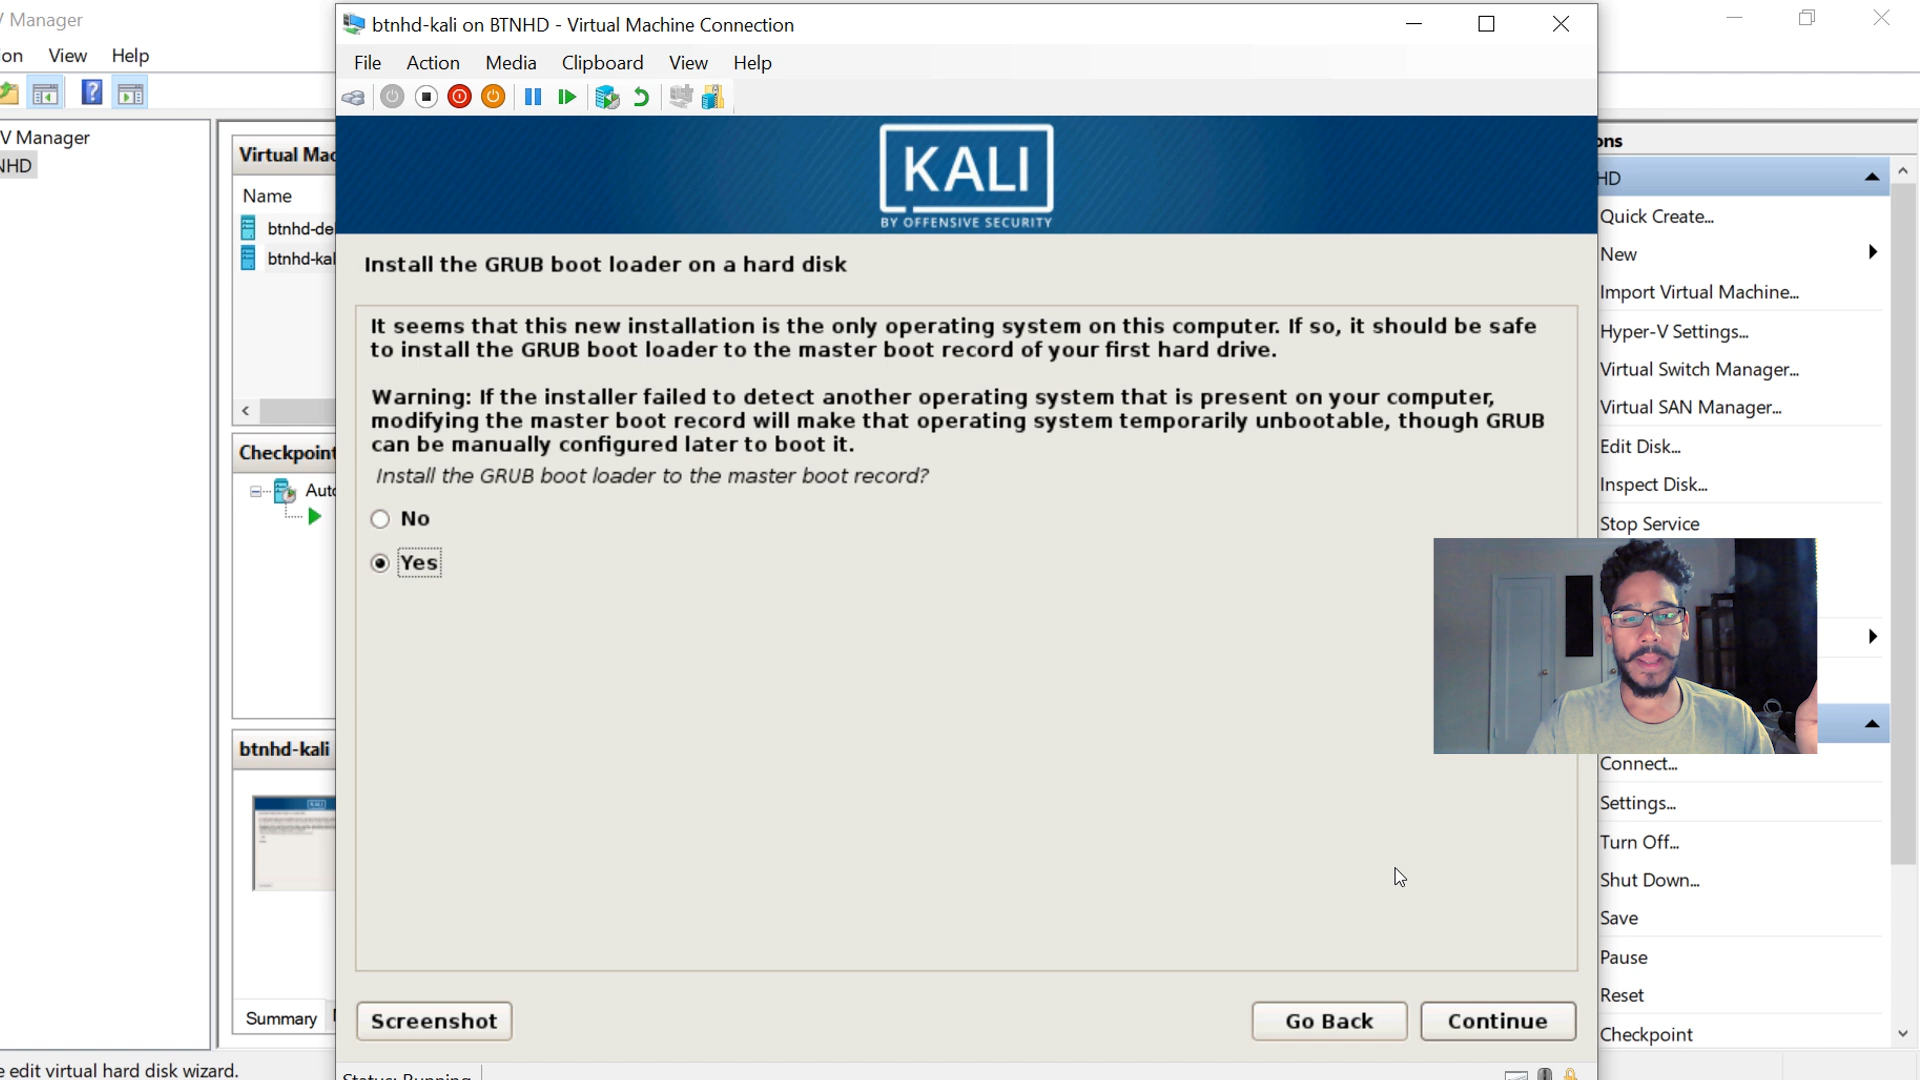 V Manager
ion View Help
V Manager
NHD
Virtual Mac
Name
btnhd-de
btnhd-kal
Checkpoint
Auto
btnhd-kali
Summary
e edit virtual hard disk wizard.
btnhd-kali on BTNHD - Virtual Machine Connection
File Action Media Clipboard View Help
KALI
BY OFFENSIVE SECURITY
Install the GRUB boot loader on a hard disk
It seems that this new installation is the only operating system on this computer. If so, it should be safe
to install the GRUB boot loader to the master boot record of your first hard drive.
Warning: If the installer failed to detect another operating system that is present on your computer,
modifying the master boot record will make that operating system temporarily unbootable, though GRUB
can be manually configured later to boot it.
Install the GRUB boot loader to the master boot record?
No
Yes
Screenshot Go Back Continue
Status: Running
ons
HD
Quick Create...
New
Import Virtual Machine...
Hyper-V Settings...
Virtual Switch Manager...
Virtual SAN Manager...
Edit Disk...
Inspect Disk...
Stop Service
Connect...
Settings...
Turn Off...
Shut Down...
Save
Pause
Reset
Checkpoint